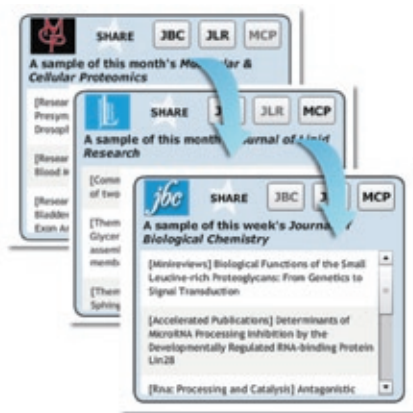 MCP
SHARE JBC JLR MCP
A sample of this month's Molecular &
Cellular Proteomics
[Resear
Presym
Drosopl
[Resear
Blood
[Resear
Bladder
Exon
SHARE JLR MCP
A sample of this month Journal of Lipid
Research
[Comm
of two
[Them
Glycer
assem
memb
[Them
Sphing
jbc SHARE JBC MCP
A sample of this week's Journal of
Biological Chemistry
[Minireviews] Biological Functions of the Small
Leucine-rich Proteoglycans: From Genetics to
Signal Transduction
[Accelerated Publications] Determinants of
MicroRNA Processing Inhibition by the
Developmentally Regulated RNA-binding Protein
Lin28
[Rna: Processing and Catalysis] Antagonistic